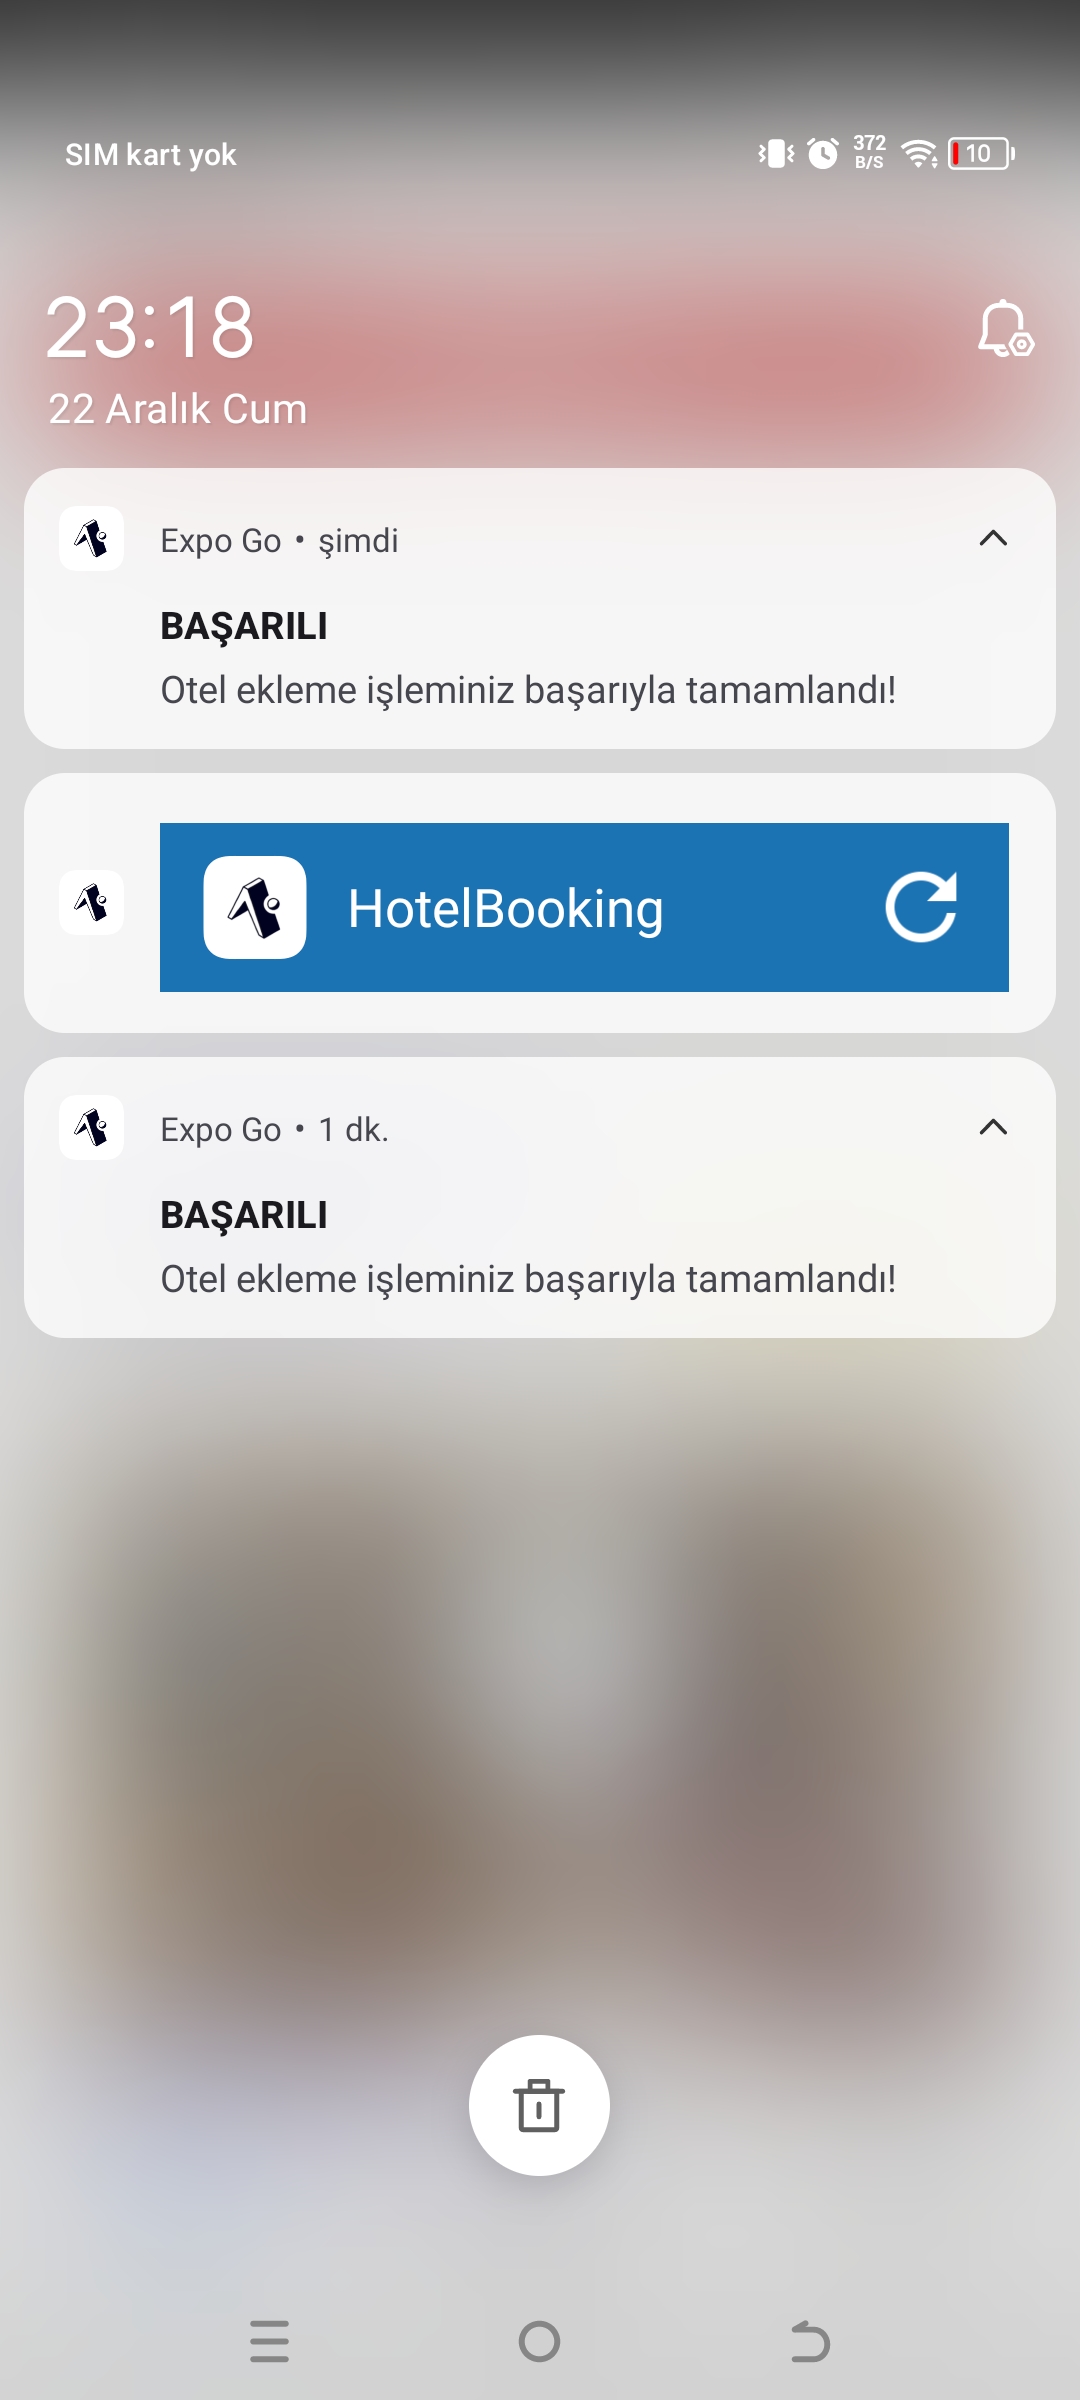 SIM kart yok
372
B/S
10
23:18
22 Aralık Cum
Expo Go • şimdi
BAŞARILI
Otel ekleme işleminiz başarıyla tamamlandı!
HotelBooking
Expo Go • 1 dk.
BAŞARILI
Otel ekleme işleminiz başarıyla tamamlandı!